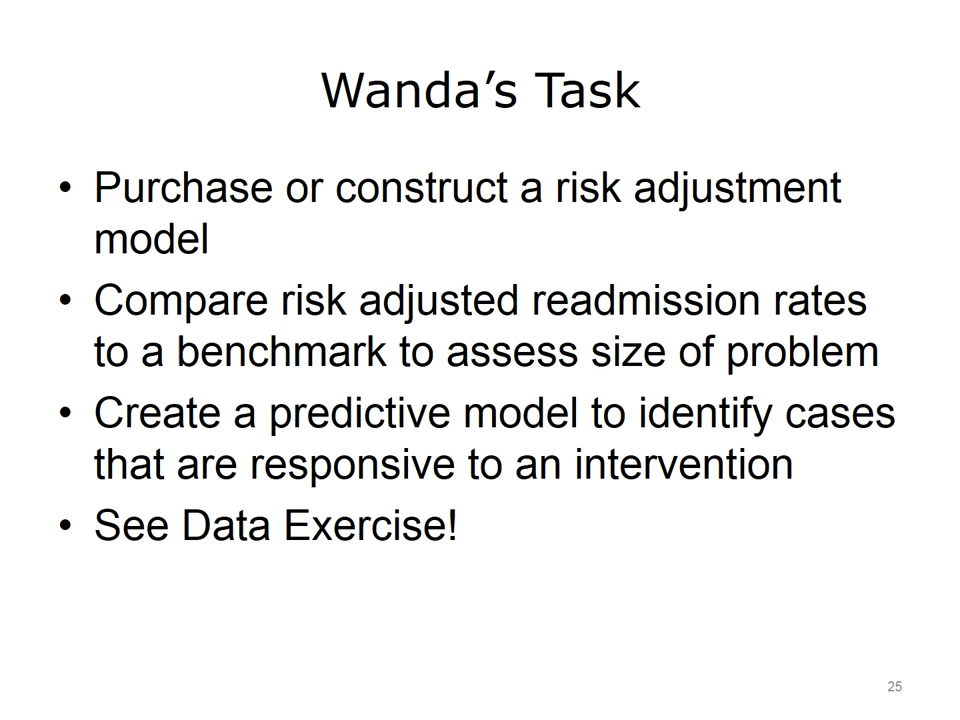 Wanda’s Task
• Purchase or construct a risk adjustment
model
• Compare risk adjusted readmission rates
to a benchmark to assess size of problem
• Create a predictive model to identify cases
that are responsive to an intervention
• See Data Exercise!
25